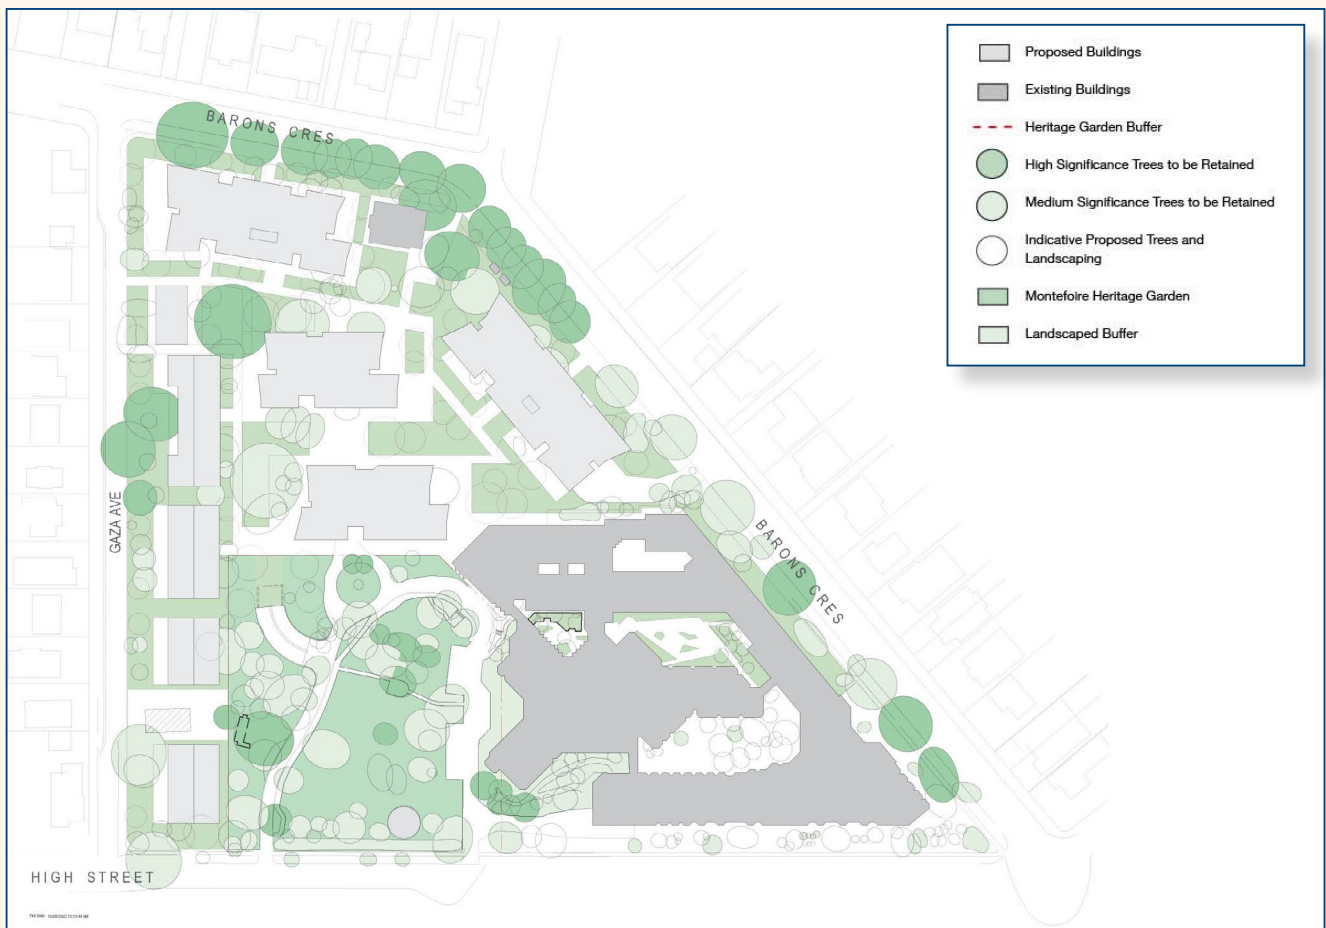 BARONS CRES
Proposed Buildings
Existing Buildings
Heritage Garden Buffer
High Significance Trees to be Retained
Medium Significance Trees to be Retained
Indicative Proposed Trees and
Landscaping
Montefoire Heritage Garden
Landscaped Buffer
GAZA AVE
BARONS CRES
HIGH STREET